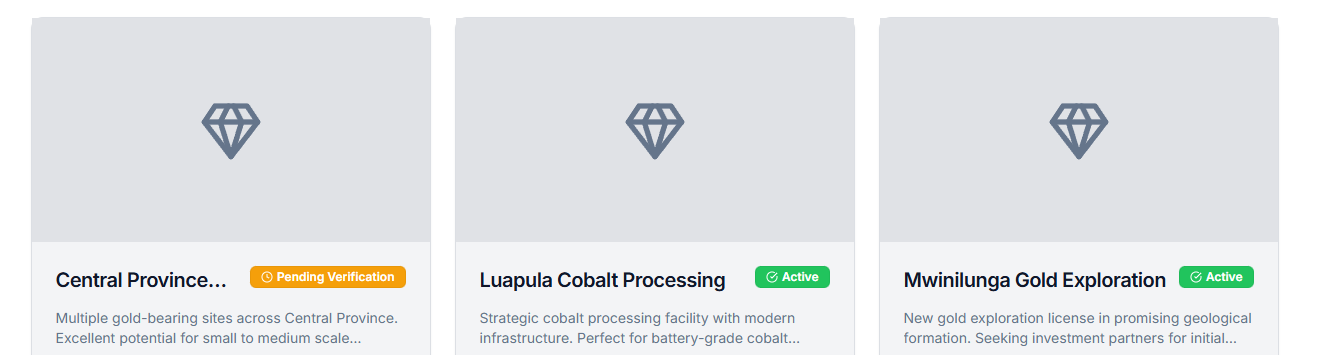 Central Province...
Pending Verification
Multiple gold-bearing sites across Central Province.
Excellent potential for small to medium scale...
Luapula Cobalt Processing
Active
Strategic cobalt processing facility with modern
infrastructure. Perfect for battery-grade cobalt...
Mwinilunga Gold Exploration
Active
New gold exploration license in promising geological
formation. Seeking investment partners for initial...